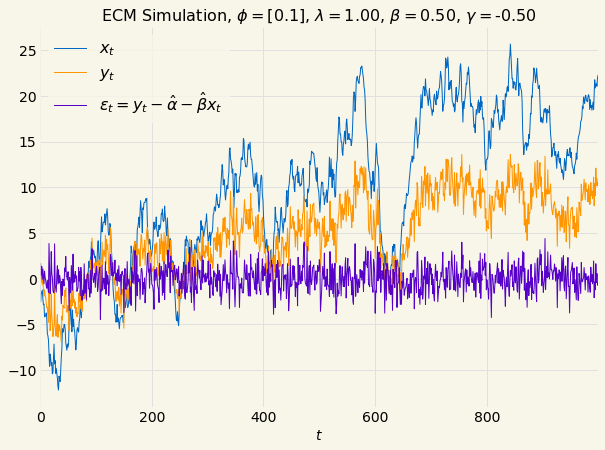 ECM Simulation, ϕ = [0.1], λ = 1.00, β = 0.50, γ = -0.50
x_t
y_t
ε_t = y_t − α̂ − β̂x_t
25
20
15
10
5
0
−5
−10
0 200 400 600 800
t